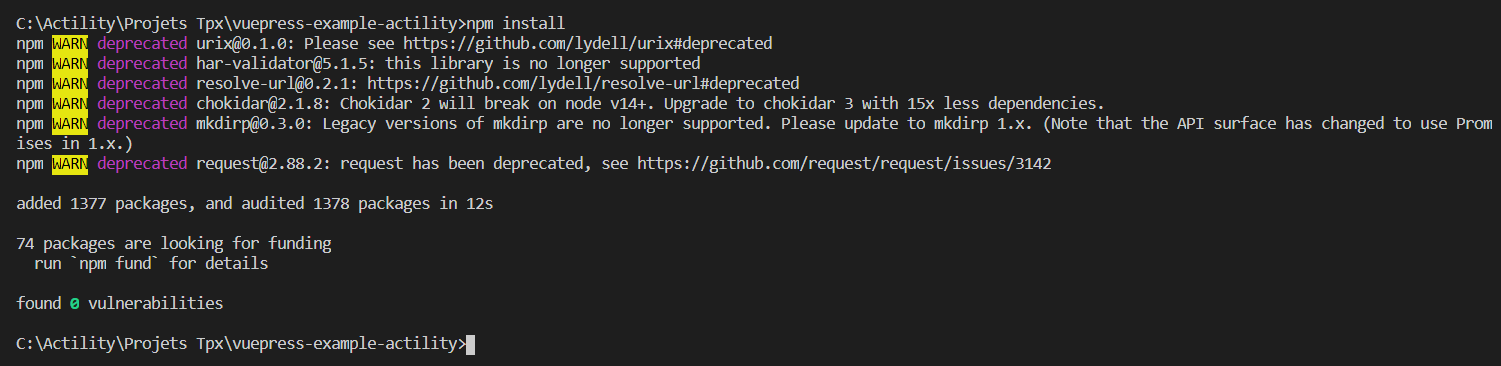 C:\Actility\Projets Tpx\vuepress-example-actility>npm install
npm WARN deprecated urix@0.1.0: Please see https://github.com/lydell/urix#deprecated
npm WARN deprecated har-validator@5.1.5: this library is no longer supported
npm WARN deprecated resolve-url@0.2.1: https://github.com/lydell/resolve-url#deprecated
npm WARN deprecated chokidar@2.1.8: Chokidar 2 will break on node v14+. Upgrade to chokidar 3 with 15x less dependencies.
npm WARN deprecated mkdirp@0.3.0: Legacy versions of mkdirp are no longer supported. Please update to mkdirp 1.x. (Note that the API surface has changed to use Prom
ises in 1.x.)
npm WARN deprecated request@2.88.2: request has been deprecated, see https://github.com/request/request/issues/3142
added 1377 packages, and audited 1378 packages in 12s
74 packages are looking for funding
  run `npm fund` for details
found 0 vulnerabilities
C:\Actility\Projets Tpx\vuepress-example-actility>